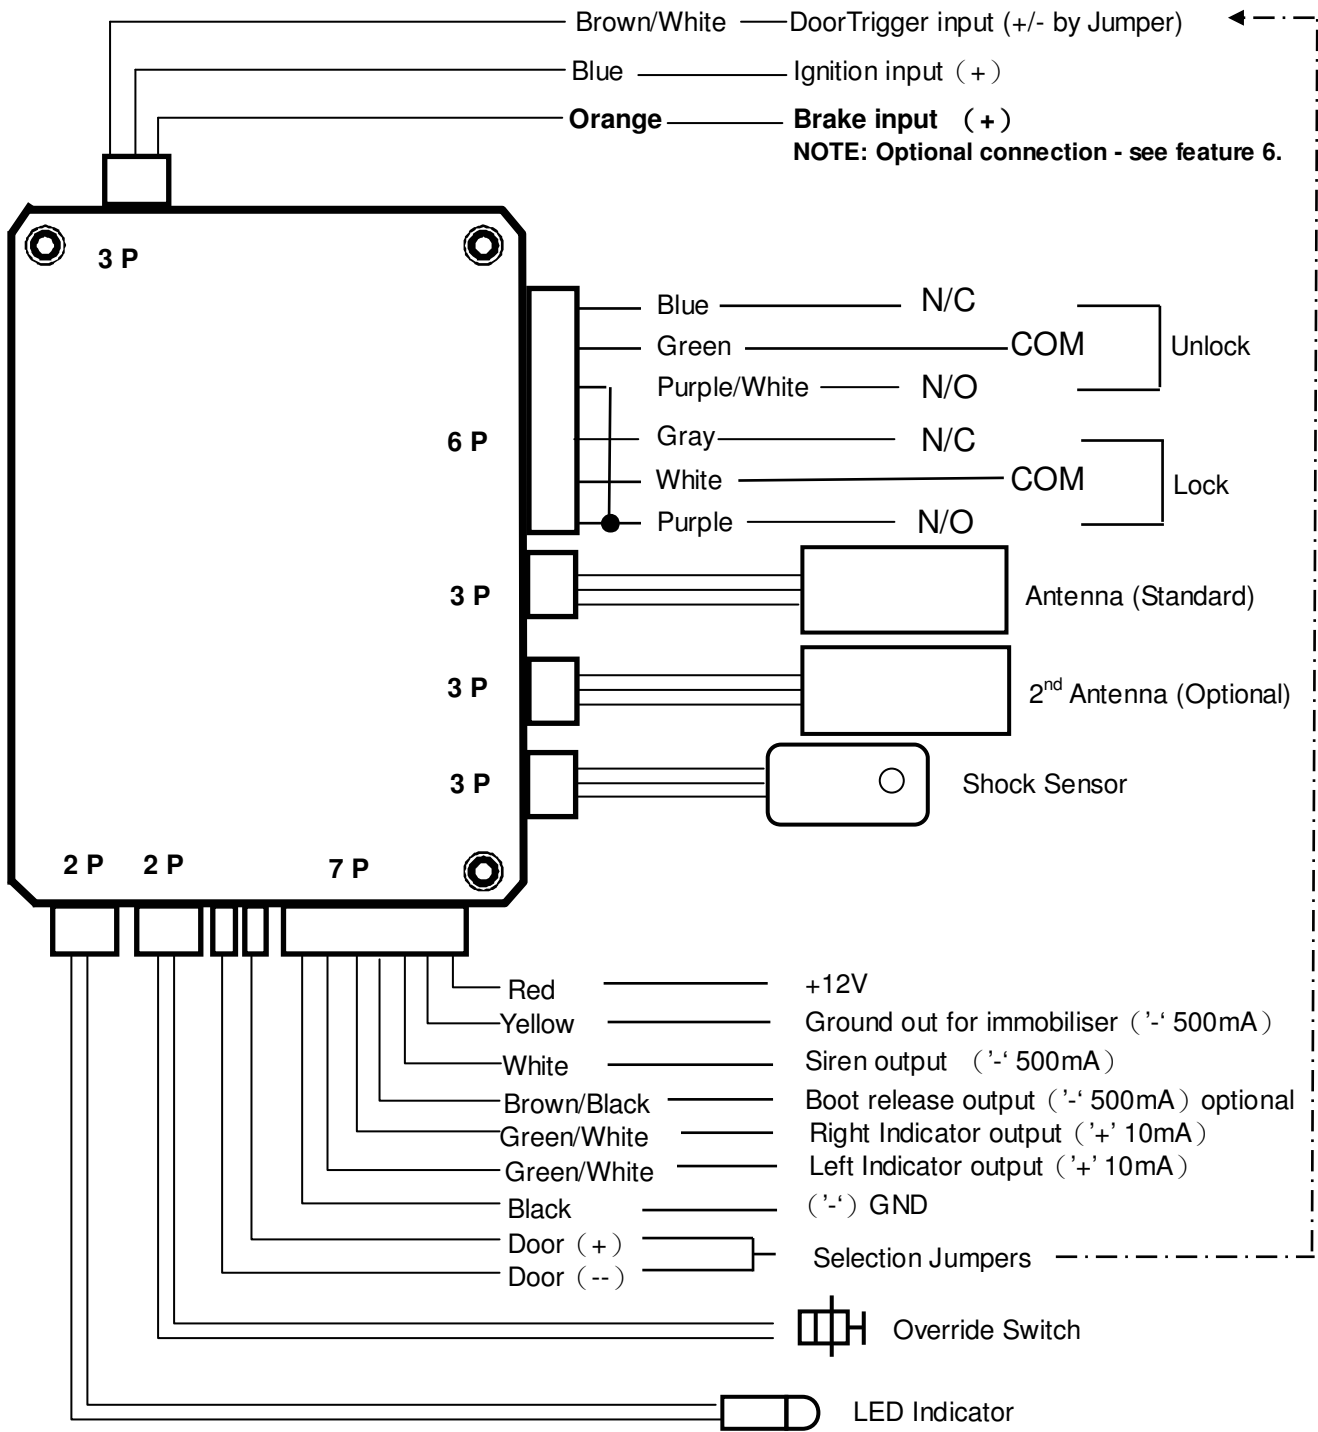 Brown/White DoorTrigger input (+/- by Jumper)
Blue Ignition input （+）
Orange Brake input （+）
NOTE: Optional connection - see feature 6.
3 P
Blue N/C
Green COM Unlock
Purple/White N/O
6 P Gray N/C
White COM Lock
Purple N/O
3 P Antenna (Standard)
3 P 2nd Antenna (Optional)
3 P Shock Sensor
2 P 2 P 7 P
Red +12V
Yellow Ground out for immobiliser （’-‘ 500mA）
White Siren output （’-‘ 500mA）
Brown/Black Boot release output （’-‘ 500mA） optional
Green/White Right Indicator output （’+’ 10mA）
Green/White Left Indicator output （’+’ 10mA）
Black （’-‘） GND
Door （+）
Door （--）
Selection Jumpers
Override Switch
LED Indicator